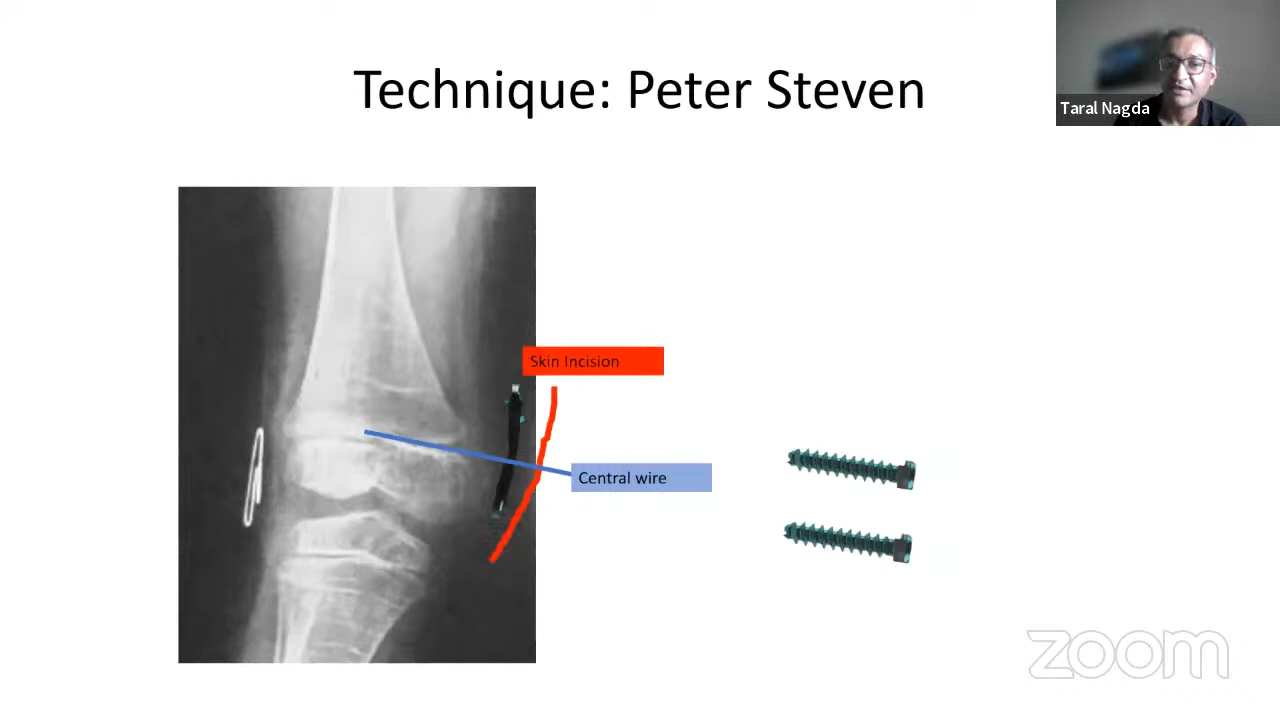 Technique: Peter Steven
Taral Nagda
Skin Incision
Central wire
zoom